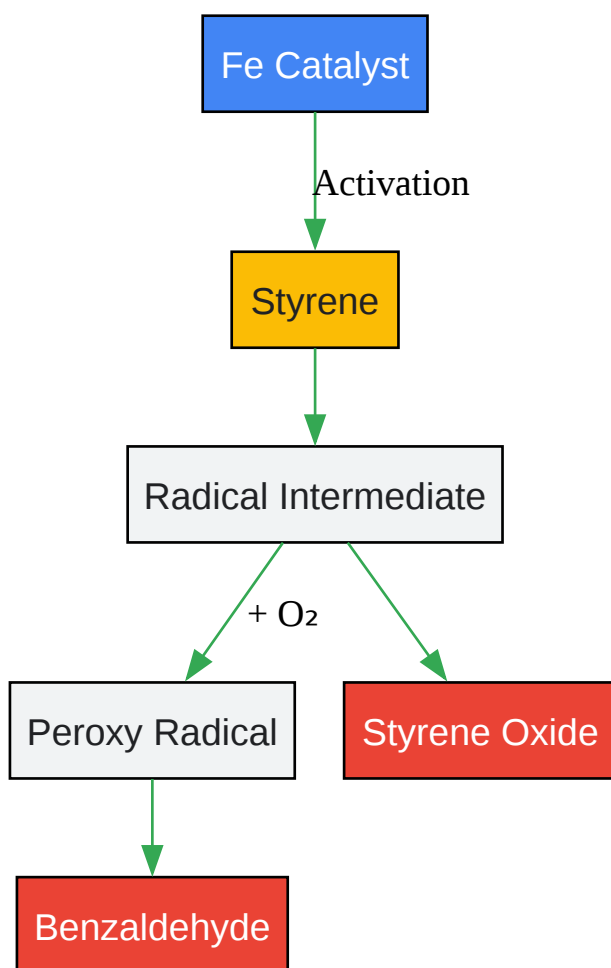 Fe Catalyst
Activation
Styrene
Radical Intermediate
+ O₂
Peroxy Radical
Styrene Oxide
Benzaldehyde